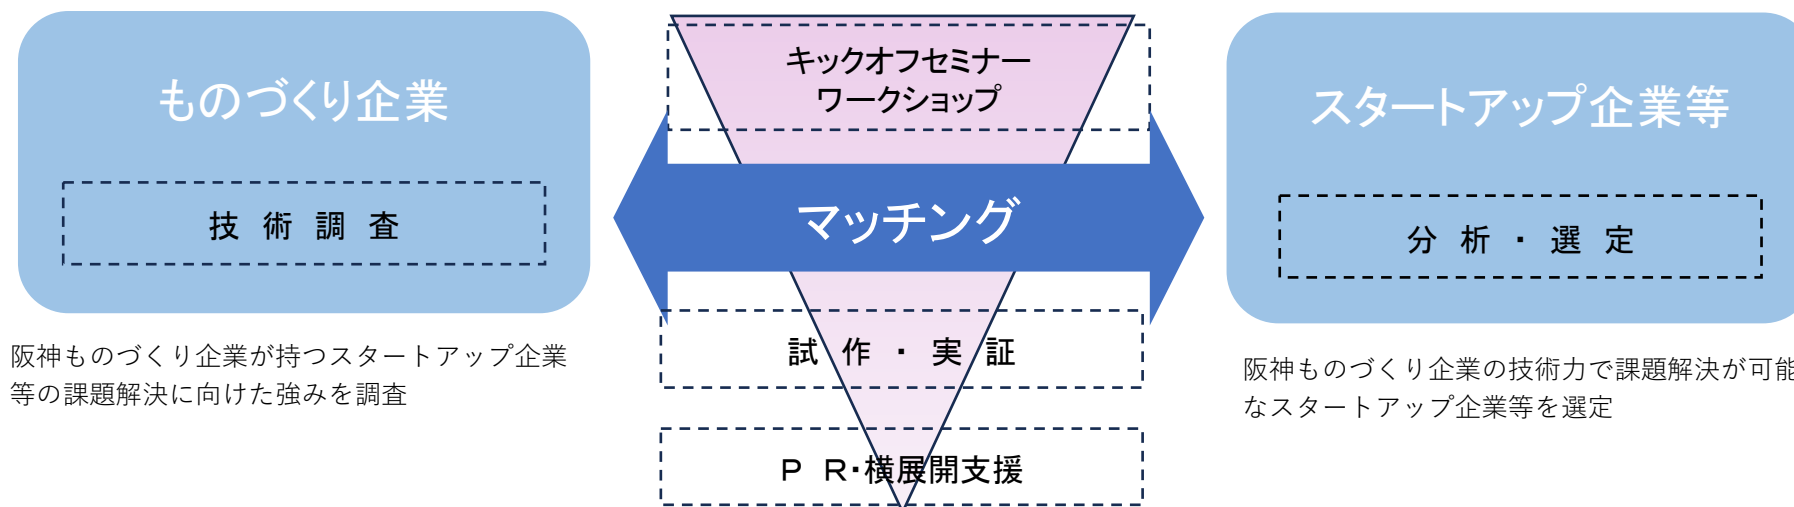 ものづくり企業
技術調査
阪神ものづくり企業が持つスタートアップ企業
等の課題解決に向けた強みを調査
キックオフセミナー
ワークショップ
マッチング
試作・実証
ＰＲ・横展開支援
スタートアップ企業等
分析・選定
阪神ものづくり企業の技術力で課題解決が可能
なスタートアップ企業等を選定